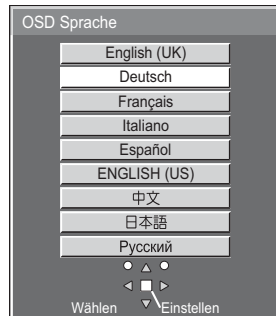 OSD Sprache
English (UK)
Deutsch
Français
Italiano
Español
ENGLISH (US)
中文
日本語
Русский
Wählen Einstellen